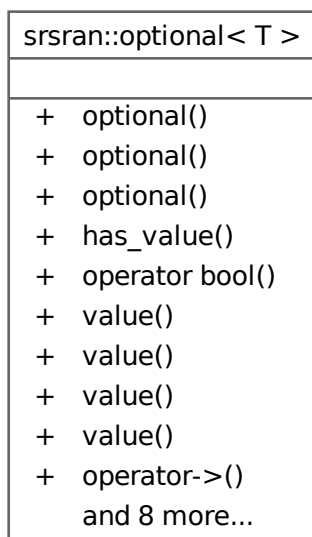 srsran::optional< T >
+ optional()
+ optional()
+ optional()
+ has_value()
+ operator bool()
+ value()
+ value()
+ value()
+ value()
+ operator->()
and 8 more...